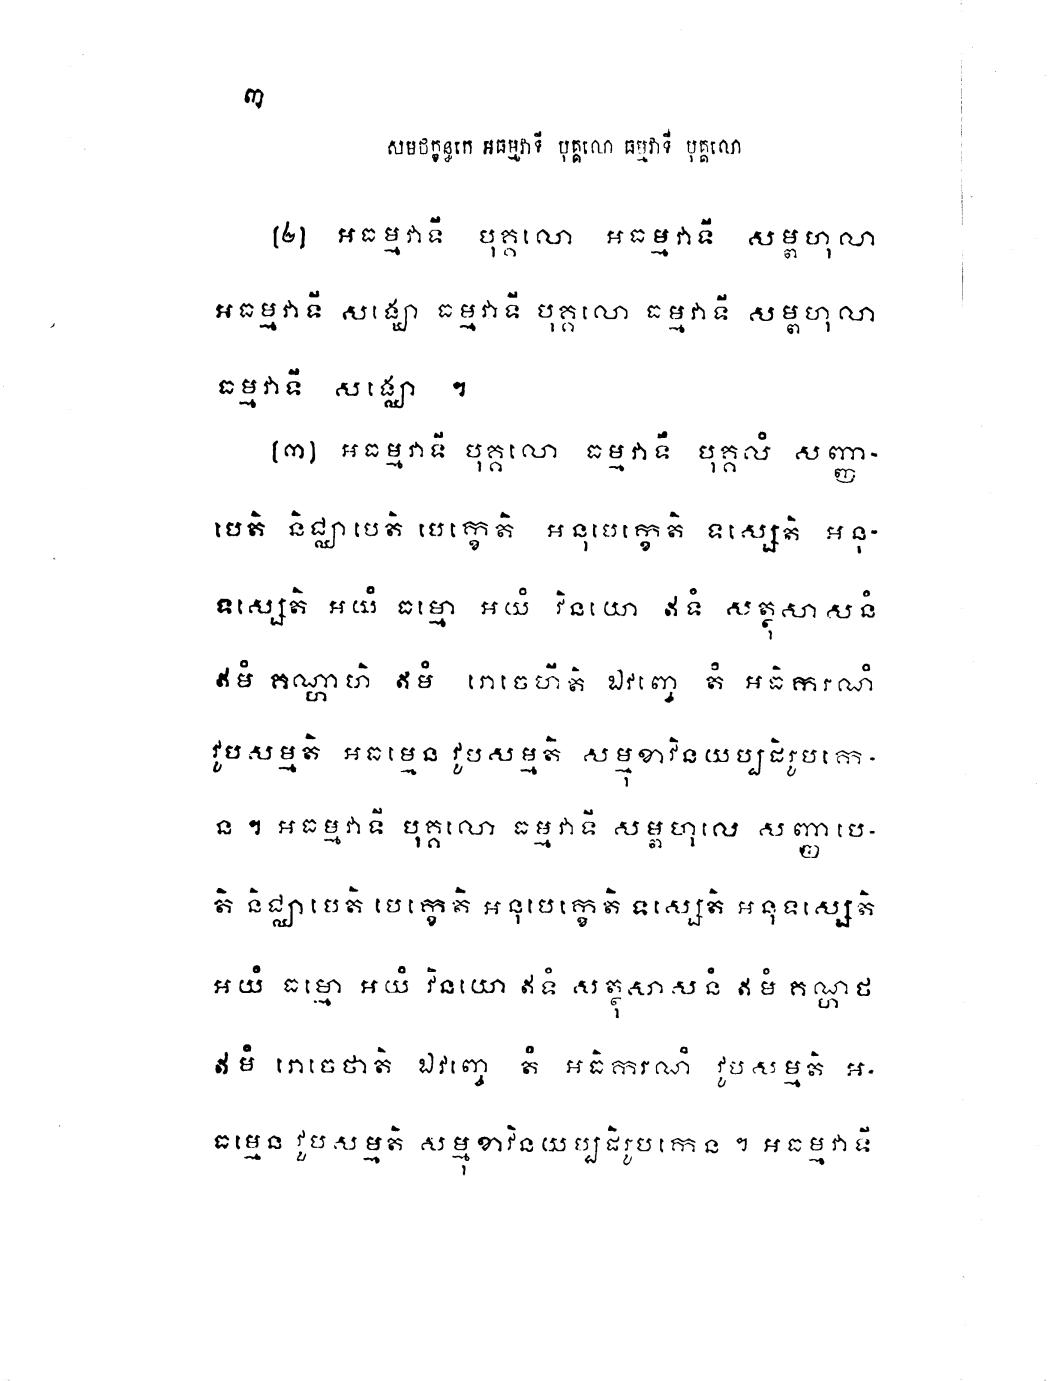 ៣
សមថក្ខន្ធកេ អធម្មវាទី បុគ្គលោ ធម្មវាទី បុគ្គលោ
(២) អធម្មវាទី បុគ្គលោ អធម្មវាទី សម្ពហុលា
អធម្មវាទី សង្ឃោ ធម្មវាទី បុគ្គលោ ធម្មវាទី សម្ពហុលា
ធម្មវាទី សង្ឃោ ។
(៣) អធម្មវាទី បុគ្គលោ ធម្មវាទឹ បុគ្គលំ សញ្ញា-
បេតិ និជ្ឈាបេតិ បេក្ខេតិ អនុបេក្ខេតិ ទស្សេតិ អនុ-
ទស្សេតិ អយំ ធម្មោ អយំ វិនយោ ឥទំ សត្ថុសាសនំ
ឥមំ គណ្ហាហិ ឥមំ រោចេហីតិ ឯវញ្ចេ តំ អធិករណំ
វូបសម្មតិ អធម្មេន វូបសម្មតិ សម្មុខាវិនយប្បដិរូបកេ-
ន ។ អធម្មវាទី បុគ្គលោ ធម្មវាទី សម្ពហុលេ សញ្ញាបេ-
តិ និជ្ឈាបេតិ បេក្ខេតិ អនុបេក្ខេតិ ទស្សេតិ អនុទស្សេតិ
អយំ ធម្មោ អយំ វិនយោ ឥទំ សត្ថុសាសនំ ឥមំ គណ្ហថ
ឥមំ រោចេថាតិ ឯវញ្ចេ តំ អធិករណំ វូបសម្មតិ អ-
ធម្មេន វូបសម្មតិ សម្មុខាវិនយប្បដិរូបកេន ។ អធម្មវាទី